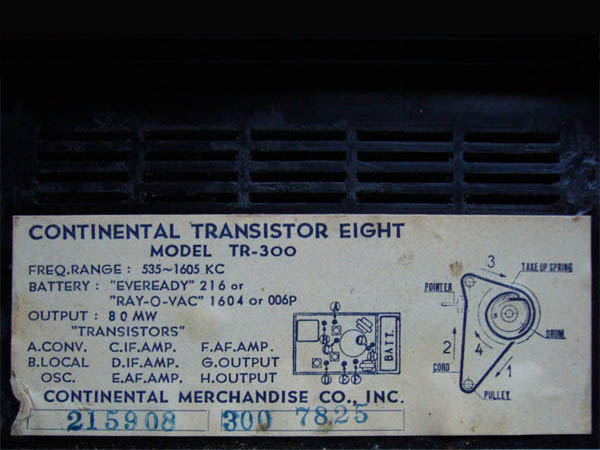 CONTINENTAL TRANSISTOR EIGHT
MODEL TR-300
FREQ. RANGE : 535~1605 KC
BATTERY : "EVEREADY" 216 or
"RAY-O-VAC" 1604 or 006P
OUTPUT : 80 MW
"TRANSISTORS"
A.CONV. C.IF.AMP. F.AF.AMP.
B.LOCAL D.IF.AMP. G.OUTPUT
OSC. E.AF.AMP. H.OUTPUT
CONTINENTAL MERCHANDISE CO., INC.
215908 300 7825
A
BATT.
3
TAKE UP SPRING
POINTER
DRUM
2
4
CORD
1
PULLEY